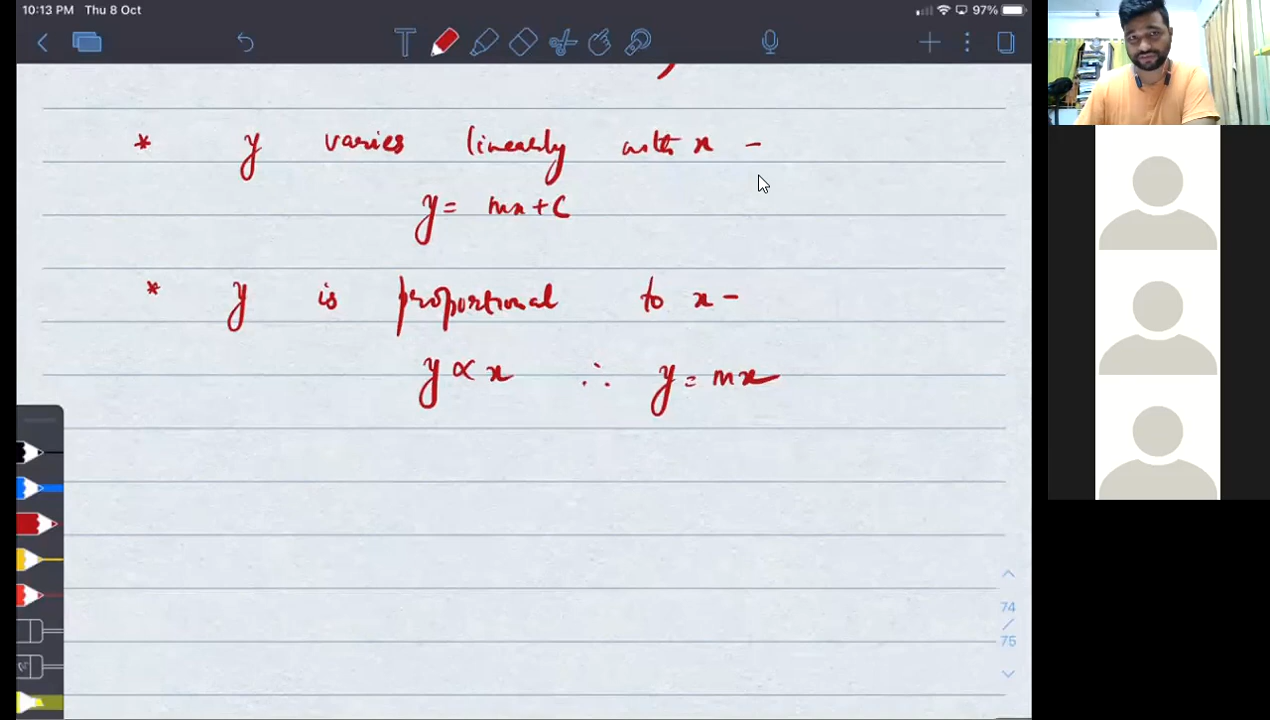 10:13 PM Thu 8 Oct 97%
T
* y varies linearly with x -
y = mx + C
* y is proportional to x -
y ∝ x ∴ y = mx
74
/
75